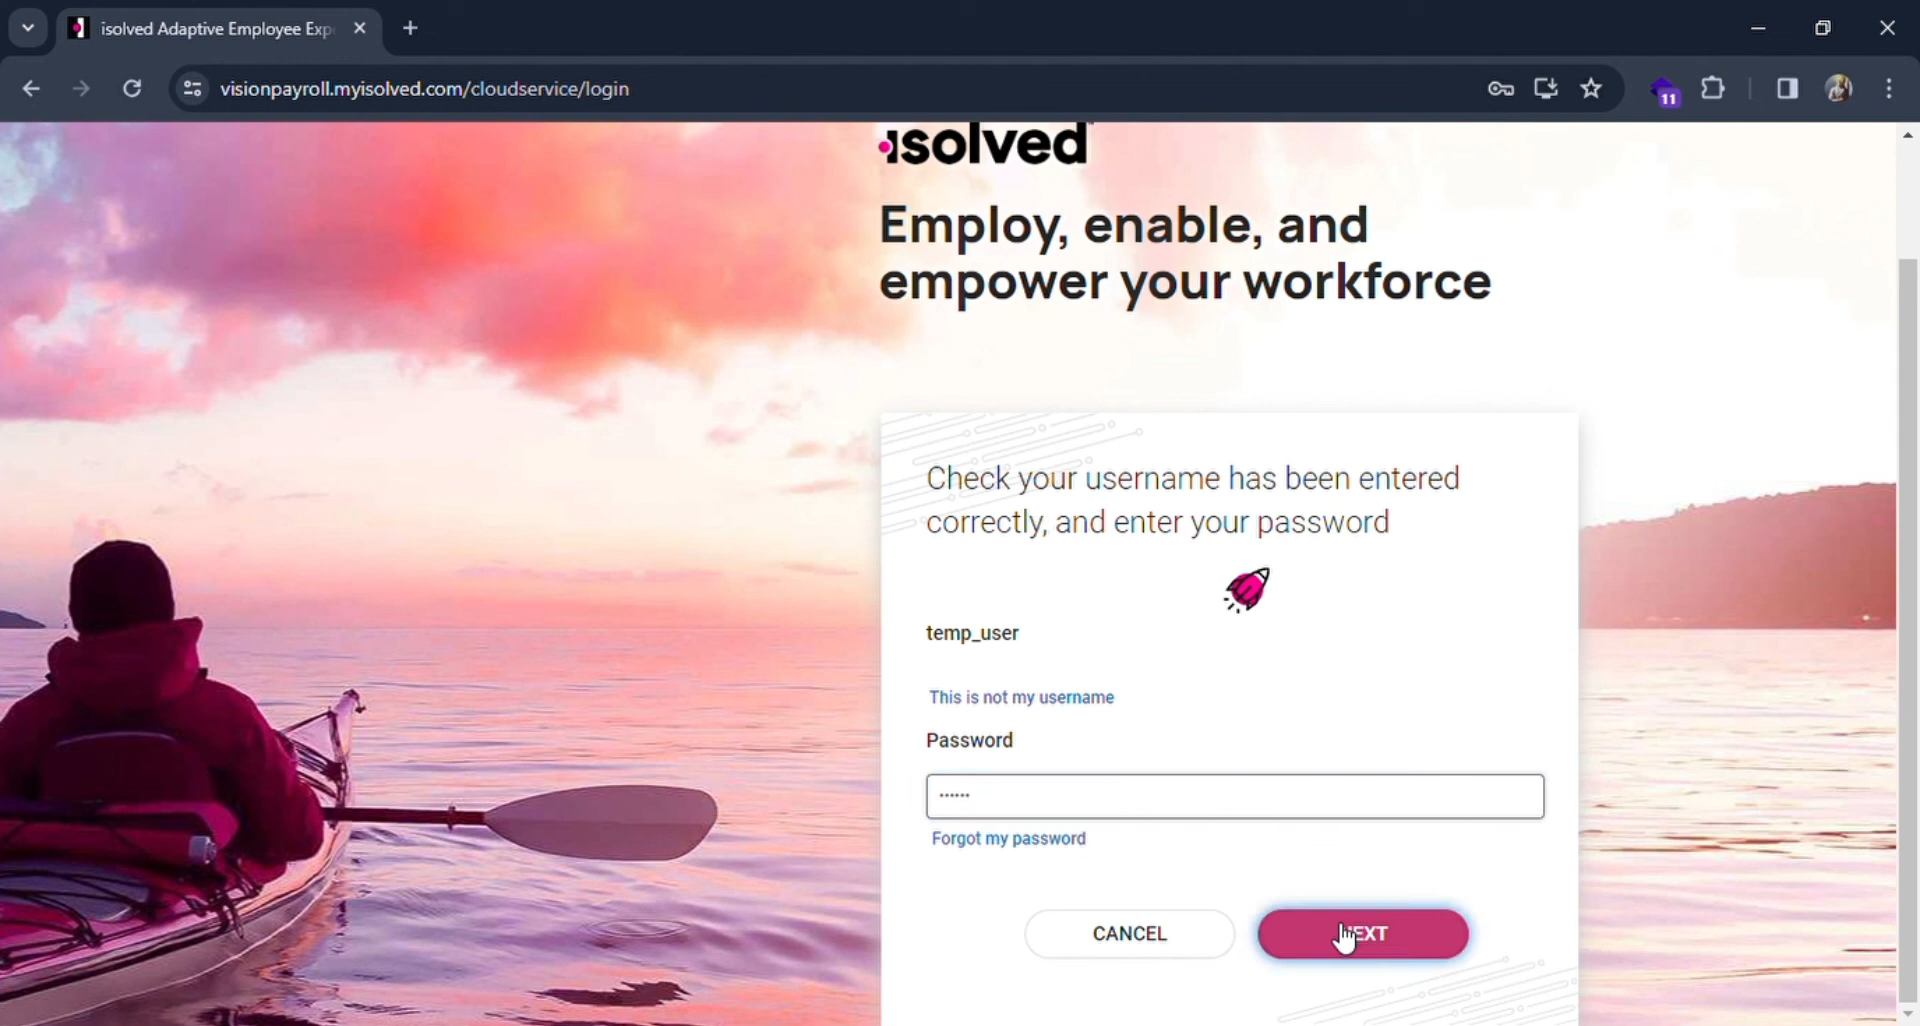 isolved Adaptive Employee Exp
visionpayroll.myisolved.com/cloudservice/login
11
isolved
Employ, enable, and
empower your workforce
Check your username has been entered
correctly, and enter your password
temp_user
This is not my username
Password
Forgot my password
CANCEL
NEXT